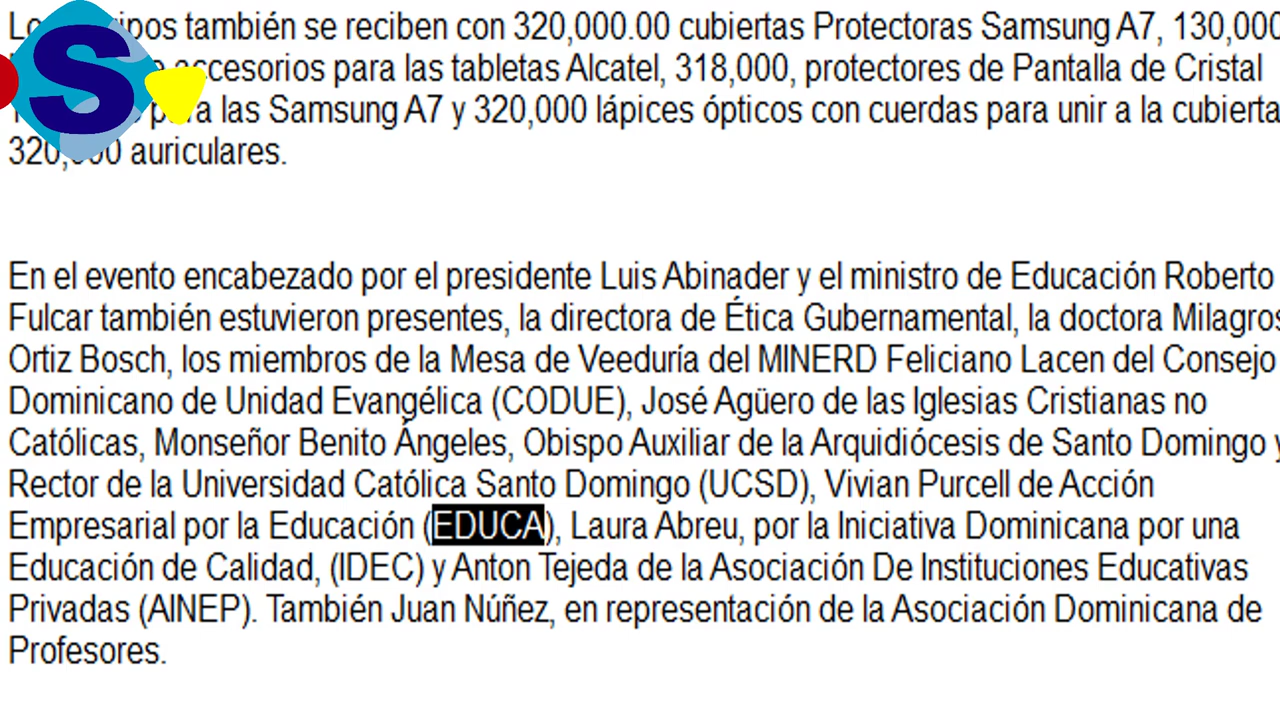 también se reciben con 320,000.00 cubiertas Protectoras Samsung A7, 130,000
accesorios para las tabletas Alcatel, 318,000, protectores de Pantalla de Cristal
para las Samsung A7 y 320,000 lápices ópticos con cuerdas para unir a la cubierta
320,000 auriculares.
En el evento encabezado por el presidente Luis Abinader y el ministro de Educación Roberto
Fulcar también estuvieron presentes, la directora de Ética Gubernamental, la doctora Milagros
Ortiz Bosch, los miembros de la Mesa de Veeduría del MINERD Feliciano Lacen del Consejo
Dominicano de Unidad Evangélica (CODUE), José Agüero de las Iglesias Cristianas no
Católicas, Monseñor Benito Ángeles, Obispo Auxiliar de la Arquidiócesis de Santo Domingo y
Rector de la Universidad Católica Santo Domingo (UCSD), Vivian Purcell de Acción
Empresarial por la Educación (EDUCA), Laura Abreu, por la Iniciativa Dominicana por una
Educación de Calidad, (IDEC) y Anton Tejeda de la Asociación De Instituciones Educativas
Privadas (AINEP). También Juan Núñez, en representación de la Asociación Dominicana de
Profesores.
S